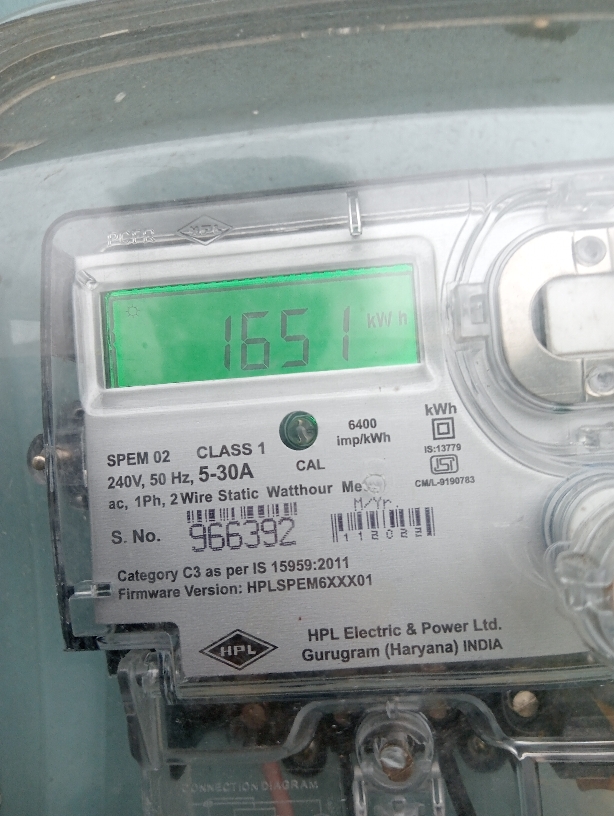 HPL
1651 kWh
6400
imp/kWh
kWh
IS:13779
ISI
CM/L-9190783
SPEM 02 CLASS 1
240V, 50 Hz, 5-30A
CAL
ac, 1Ph, 2 Wire Static Watthour Me
M/Yr.
S. No. 966392
Category C3 as per IS 15959:2011
Firmware Version: HPLSPEM6XXX01
HPL
HPL Electric & Power Ltd.
Gurugram (Haryana) INDIA
CONNECTION DIAGRAM